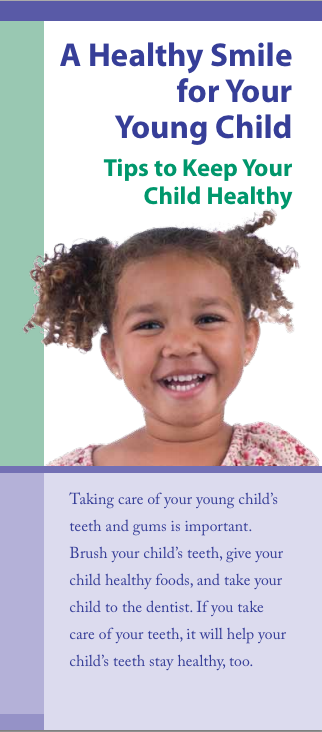 A Healthy Smile
for Your
Young Child
Tips to Keep Your
Child Healthy
Taking care of your young child's
teeth and gums is important.
Brush your child's teeth, give your
child healthy foods, and take your
child to the dentist. If you take
care of your teeth, it will help your
child's teeth stay healthy, too.